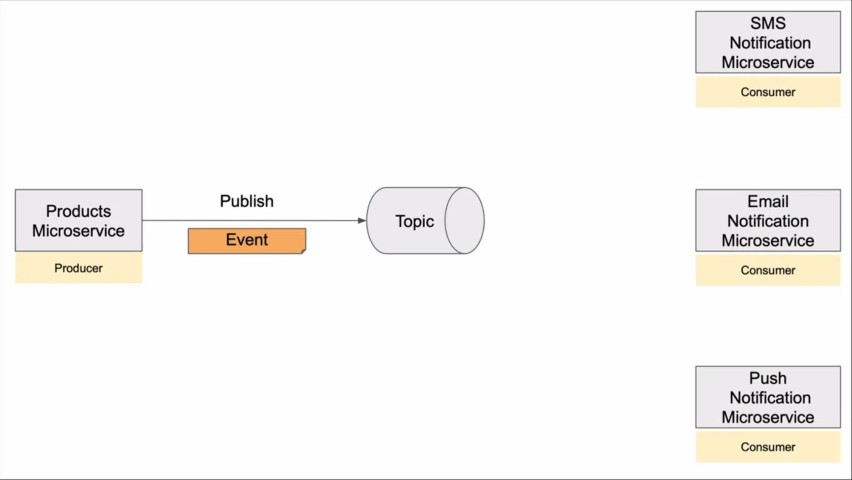 SMS
Notification
Microservice
Consumer
Products
Microservice
Producer
Publish
Event
Topic
Email
Notification
Microservice
Consumer
Push
Notification
Microservice
Consumer